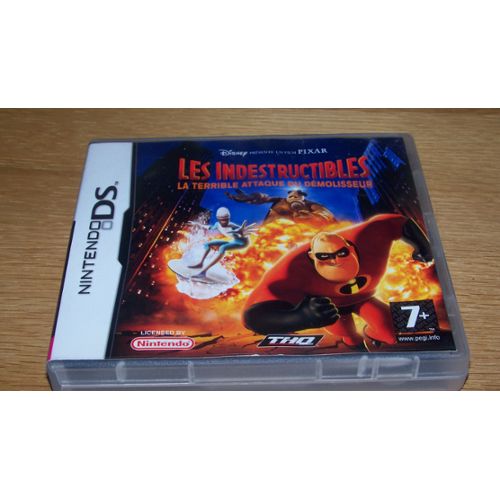 NINTENDO DS
DISNEY PRÉSENTE UN FILM PIXAR
LES INDESTRUCTIBLES
LA TERRIBLE ATTAQUE DU DÉMOLISSEUR
LICENSED BY
Nintendo
THQ
7+
www.pegi.info